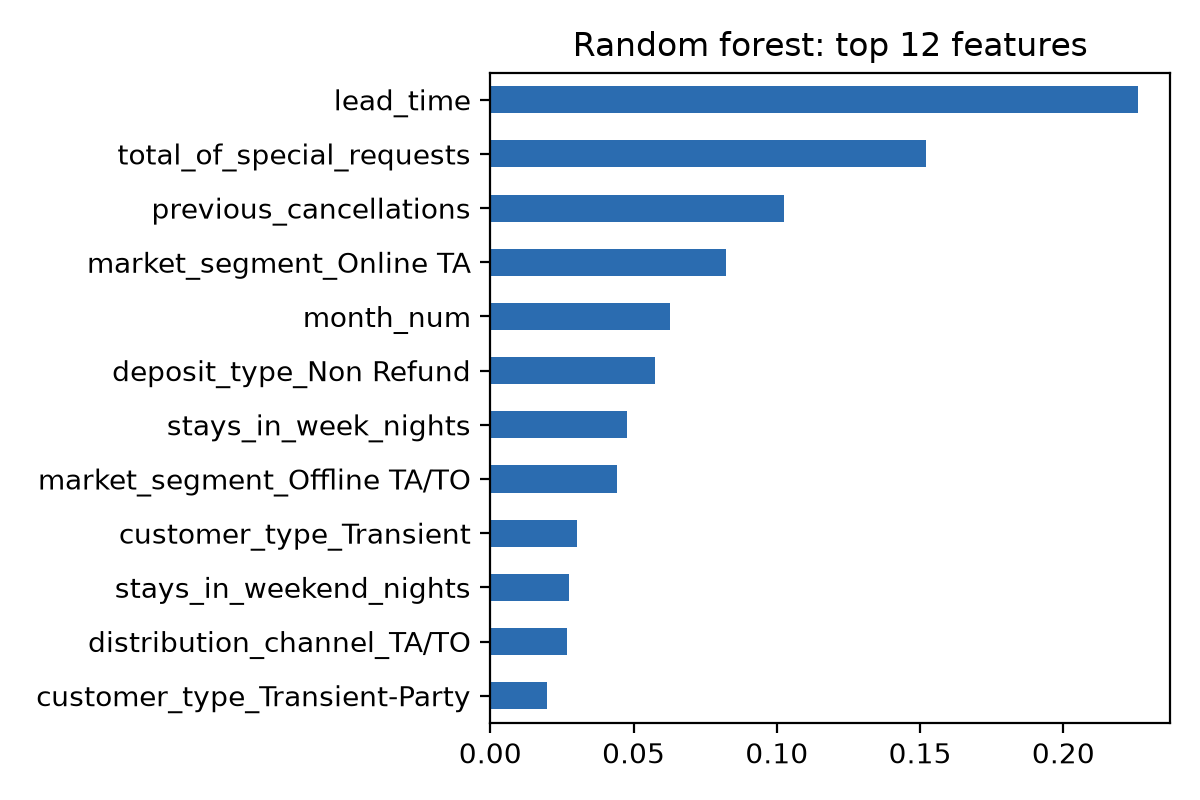 Random forest: top 12 features
lead_time
total_of_special_requests
previous_cancellations
market_segment_Online TA
month_num
deposit_type_Non Refund
stays_in_week_nights
market_segment_Offline TA/TO
customer_type_Transient
stays_in_weekend_nights
distribution_channel_TA/TO
customer_type_Transient-Party
0.00 0.05 0.10 0.15 0.20